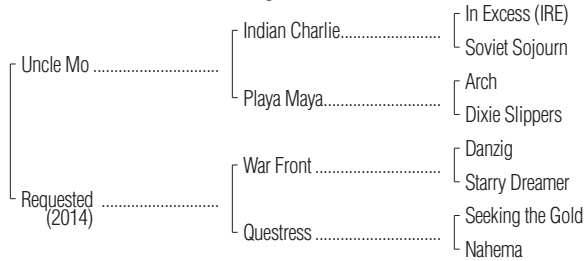 In Excess (IRE)
Indian Charlie
Soviet Sojourn
Uncle Mo
Arch
Playa Maya
Dixie Slippers
Danzig
War Front
Starry Dreamer
Requested
(2014)
Seeking the Gold
Questress
Nahema